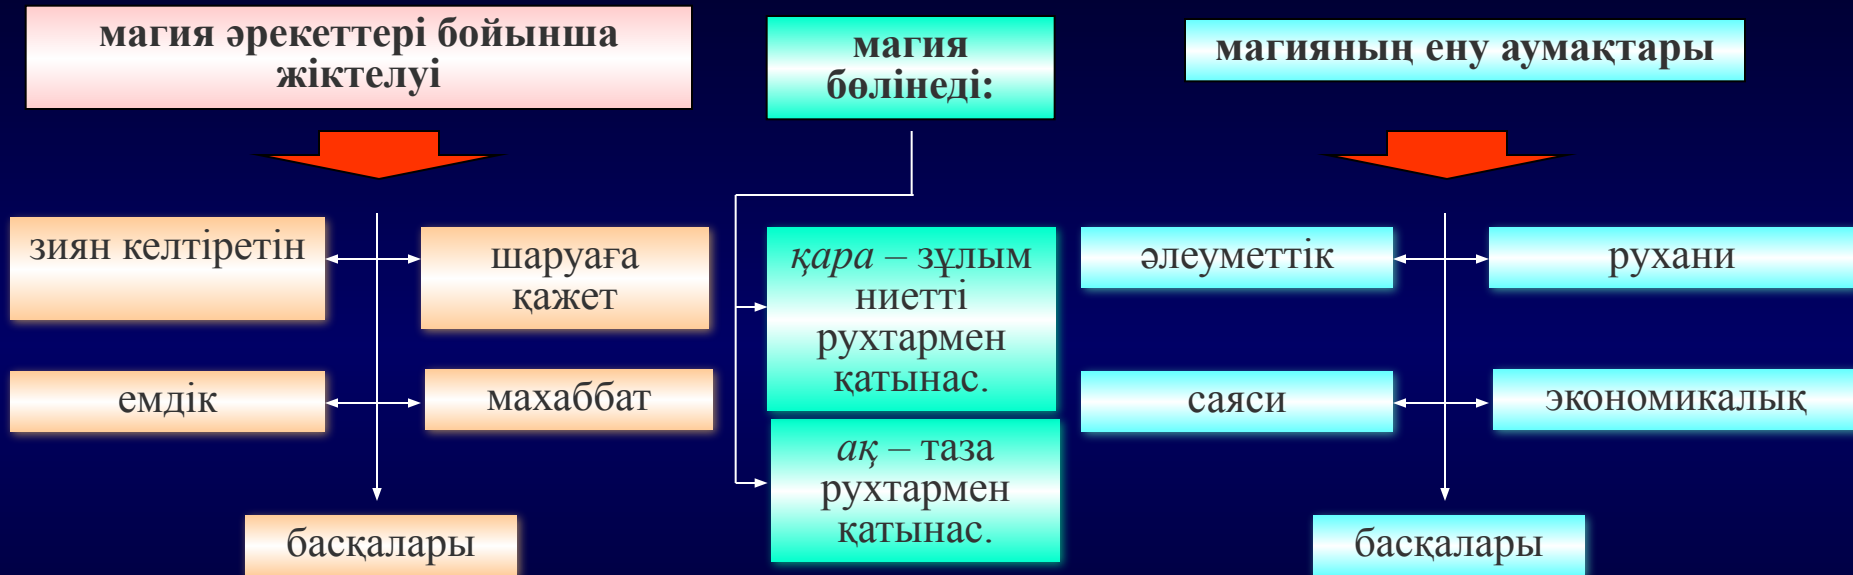 магия әрекеттері бойынша
жіктелуі
зиян келтіретін
шаруаға
қажет
емдік
махаббат
басқалары
магия
бөлінеді:
қара – зұлым
ниетті
рухтармен
қатынас.
ақ – таза
рухтармен
қатынас.
магияның ену аумақтары
әлеуметтік
рухани
саяси
экономикалық
басқалары